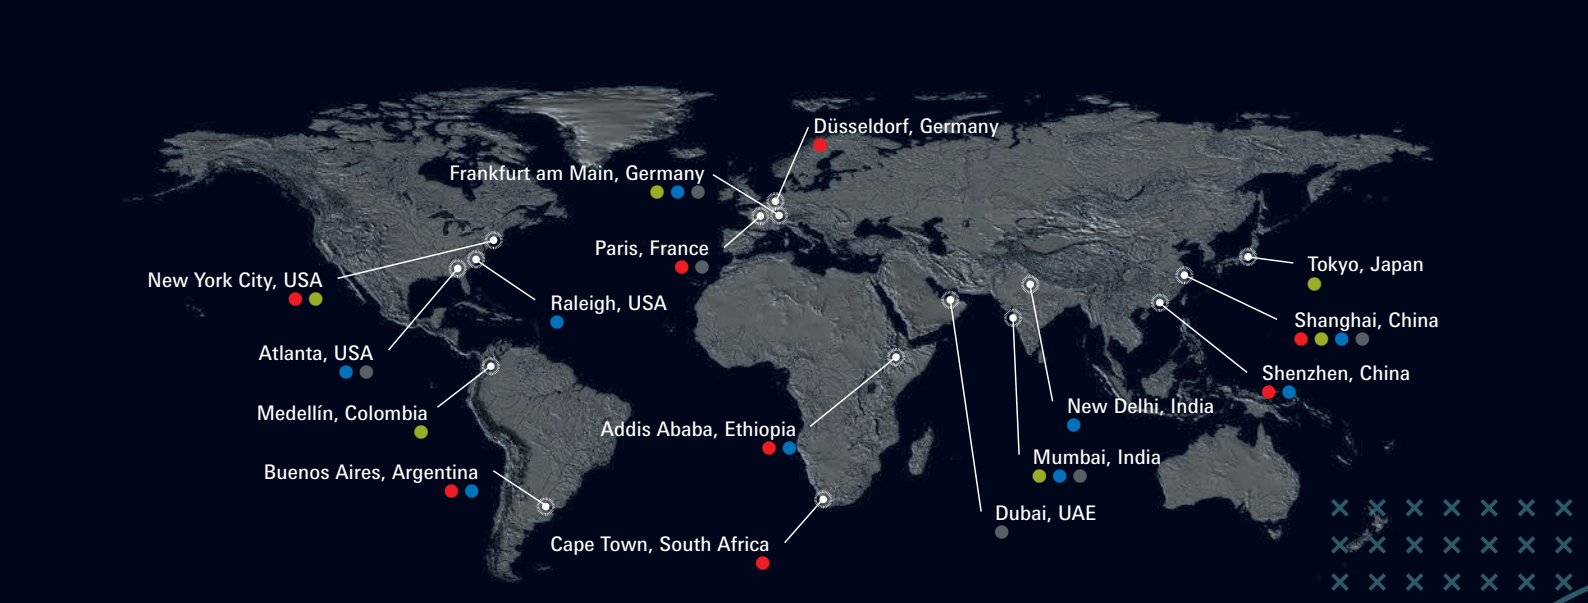 Düsseldorf, Germany
Frankfurt am Main, Germany
Paris, France
New York City, USA
Tokyo, Japan
Raleigh, USA
Shanghai, China
Atlanta, USA
Shenzhen, China
Medellín, Colombia
New Delhi, India
Addis Ababa, Ethiopia
Mumbai, India
Buenos Aires, Argentina
Dubai, UAE
Cape Town, South Africa